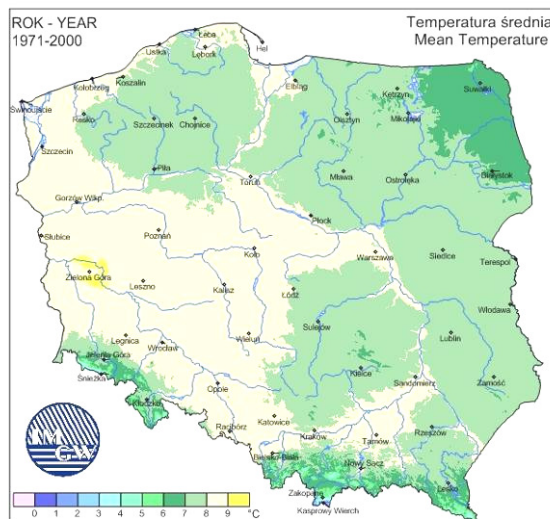 ROK - YEAR
1971-2000
Temperatura średnia
Mean Temperature
Łeba
Hel
Ustka
Lębork
Koszalin
Kołobrzeg
Elbląg
Kętrzyn
Suwałki
Świnoujście
Resko
Szczecinek
Chojnice
Olsztyn
Mikołajki
Szczecin
Piła
Toruń
Mława
Ostrołęka
Białystok
Gorzów Wlkp.
Płock
Słubice
Poznań
Koło
Warszawa
Siedlce
Terespol
Zielona Góra
Leszno
Kalisz
Łódź
Włodawa
Sulejów
Legnica
Wrocław
Wieluń
Lublin
Jelenia Góra
Śnieżka
Kielce
Sandomierz
Zamość
Kłodzko
Opole
Racibórz
Katowice
Kraków
Tarnów
Rzeszów
Bielsko-Biała
Nowy Sącz
Lesko
Zakopane
Kasprowy Wierch
IMGW
0 1 2 3 4 5 6 7 8 9 °C